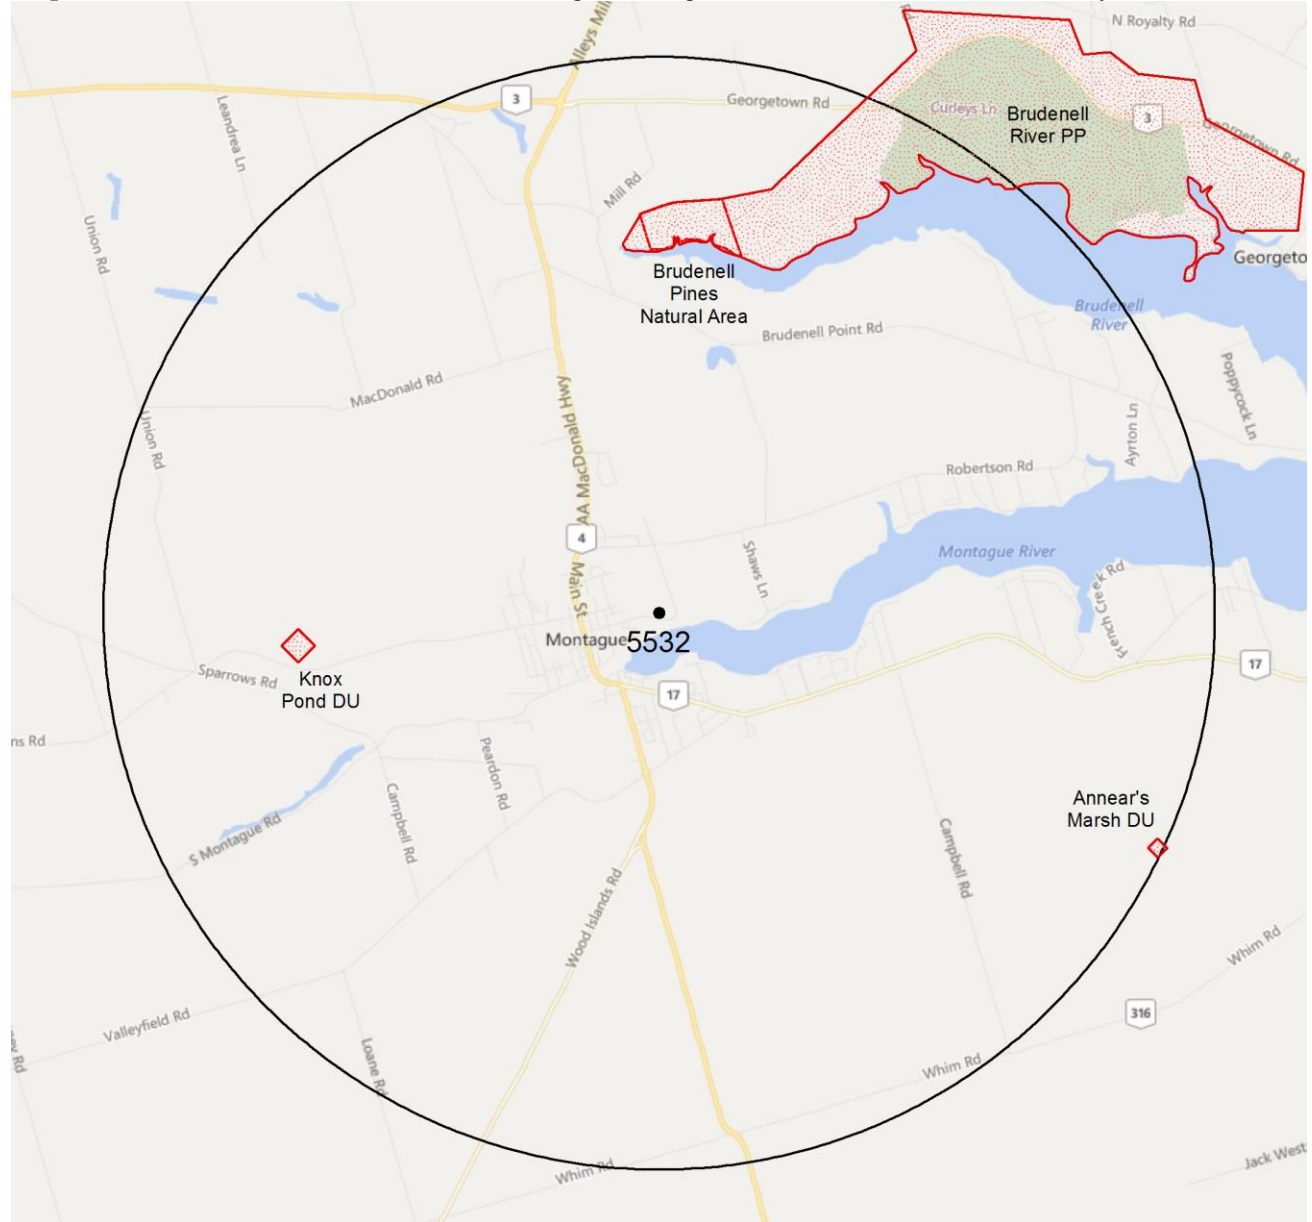 N Royalty Rd
Rd
Alleys Mill
3
Georgetown Rd
Leandrea Ln
Curleys Ln
Brudenell
River PP
3
Georgetown Rd
Mill Rd
Union Rd
Georgeto
Brudenell
Pines
Natural Area
Brudenell
River
Brudenell Point Rd
Poppycock Ln
MacDonald Rd
AA MacDonald Hwy
Union Rd
Ayrton Ln
Robertson Rd
4
Main St
Shaws Ln
Montague River
French Creek Rd
Montague
5532
17
Sparrows Rd
Knox
Pond DU
17
ns Rd
Peardon Rd
Campbell Rd
Annear's
Marsh DU
S Montague Rd
Campbell Rd
Wood Islands Rd
Whim Rd
316
Valleyfield Rd
ey Rd
Loane Rd
Whim Rd
Whim Rd
Jack West